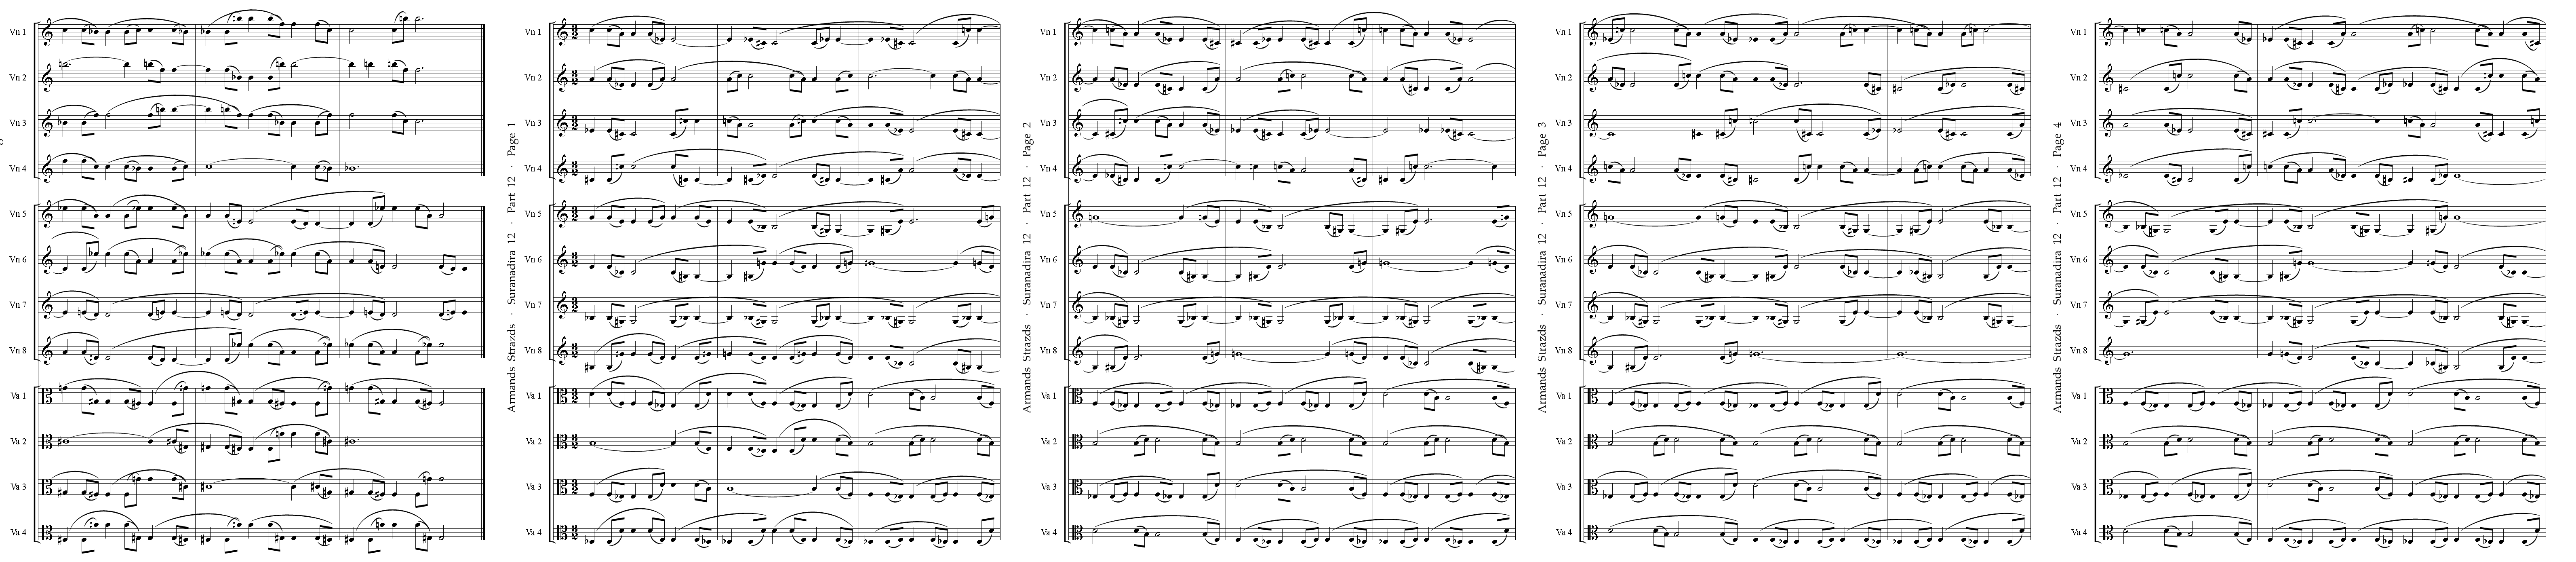 Vn 1
Vn 2
Vn 3
Vn 4
Vn 5
Vn 6
Vn 7
Vn 8
Va 1
Va 2
Va 3
Va 4
Armands Strazds · Suranadira 12 · Part 12 · Page 1
Vn 1
Vn 2
Vn 3
Vn 4
Vn 5
Vn 6
Vn 7
Vn 8
Va 1
Va 2
Va 3
Va 4
Armands Strazds · Suranadira 12 · Part 12 · Page 2
Vn 1
Vn 2
Vn 3
Vn 4
Vn 5
Vn 6
Vn 7
Vn 8
Va 1
Va 2
Va 3
Va 4
Armands Strazds · Suranadira 12 · Part 12 · Page 3
Vn 1
Vn 2
Vn 3
Vn 4
Vn 5
Vn 6
Vn 7
Vn 8
Va 1
Va 2
Va 3
Va 4
Armands Strazds · Suranadira 12 · Part 12 · Page 4
Vn 1
Vn 2
Vn 3
Vn 4
Vn 5
Vn 6
Vn 7
Vn 8
Va 1
Va 2
Va 3
Va 4